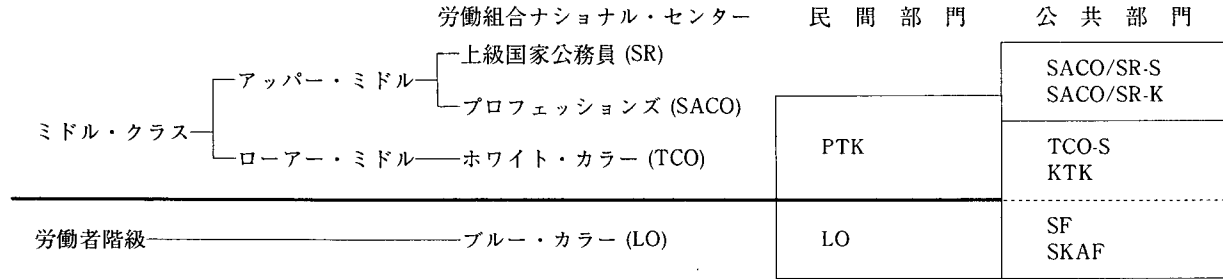 労働組合ナショナル・センター 民間部門 公共部門
上級国家公務員 (SR) SACO/SR-S
アッパー・ミドル SACO/SR-K
プロフェッションズ (SACO)
ミドル・クラス
ローアー・ミドル ホワイト・カラー (TCO) PTK TCO-S
KTK
労働者階級 ブルー・カラー (LO) LO SF
SKAF